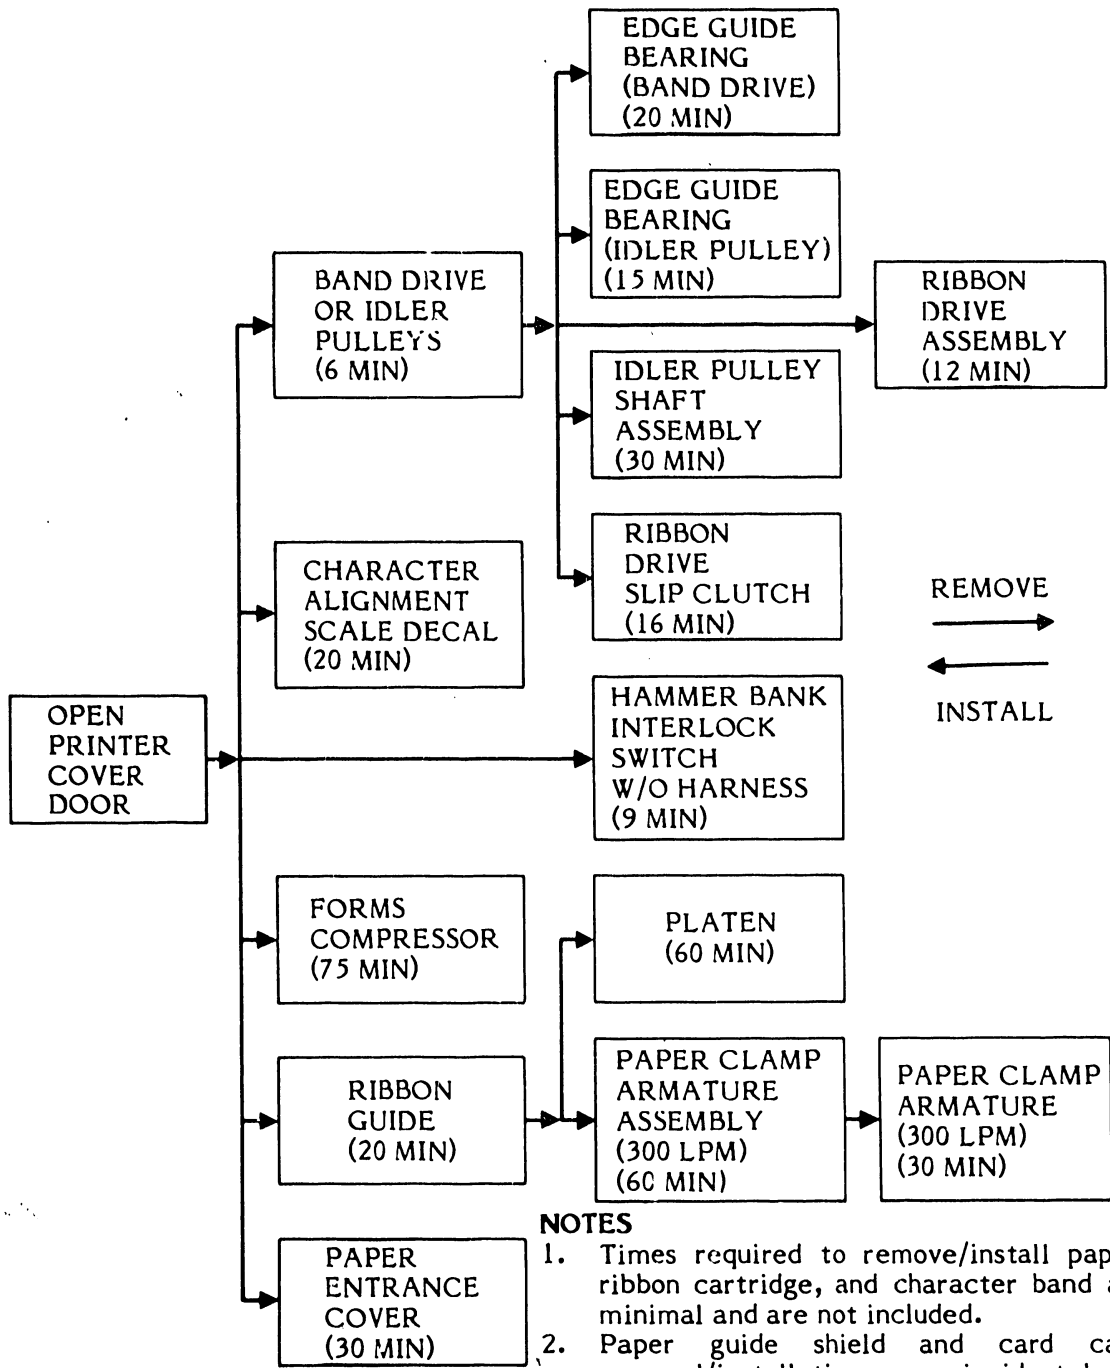 EDGE GUIDE
BEARING
(BAND DRIVE)
(20 MIN)
EDGE GUIDE
BEARING
(IDLER PULLEY)
(15 MIN)
BAND DRIVE
OR IDLER
PULLEYS
(6 MIN)
RIBBON
DRIVE
ASSEMBLY
(12 MIN)
IDLER PULLEY
SHAFT
ASSEMBLY
(30 MIN)
RIBBON
DRIVE
SLIP CLUTCH
(16 MIN)
CHARACTER
ALIGNMENT
SCALE DECAL
(20 MIN)
REMOVE
INSTALL
OPEN
PRINTER
COVER
DOOR
HAMMER BANK
INTERLOCK
SWITCH
W/O HARNESS
(9 MIN)
FORMS
COMPRESSOR
(75 MIN)
PLATEN
(60 MIN)
RIBBON
GUIDE
(20 MIN)
PAPER CLAMP
ARMATURE
ASSEMBLY
(300 LPM)
(60 MIN)
PAPER CLAMP
ARMATURE
(300 LPM)
(30 MIN)
PAPER
ENTRANCE
COVER
(30 MIN)
NOTES
1. Times required to remove/install
ribbon cartridge, and character band
minimal and are not included.
2. Paper guide shield and card